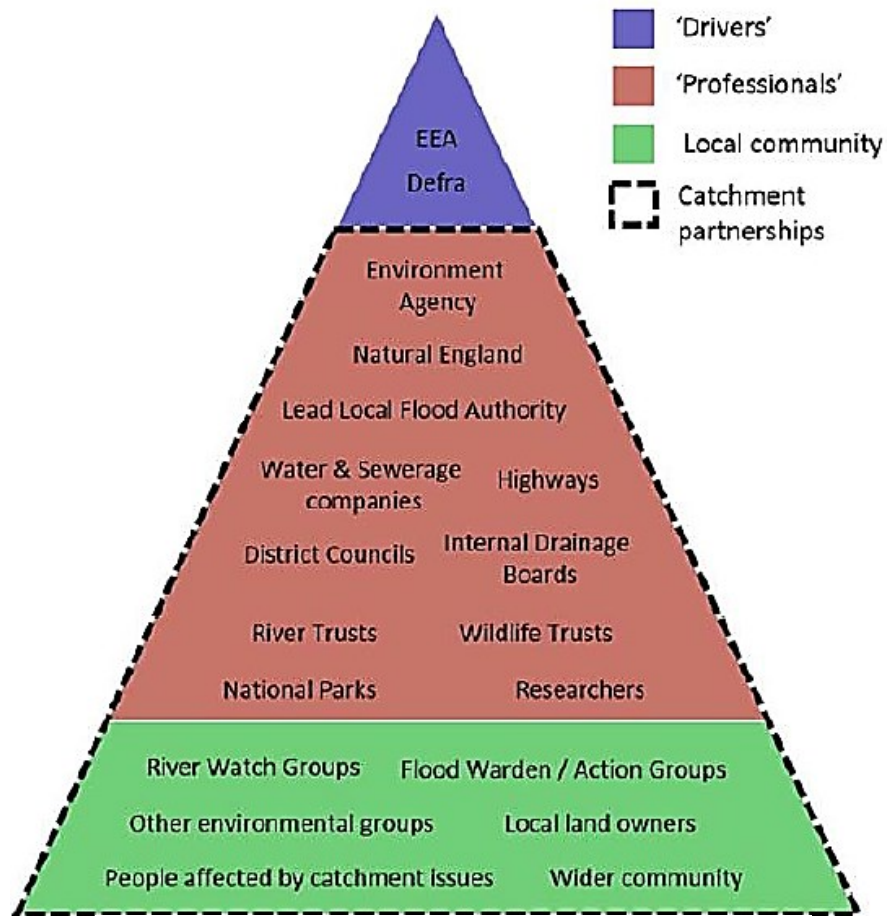 ‘Drivers’
‘Professionals’
Local community
Catchment
partnerships
EEA
Defra
Environment
Agency
Natural England
Lead Local Flood Authority
Water & Sewerage
companies
Highways
District Councils
Internal Drainage
Boards
River Trusts
Wildlife Trusts
National Parks
Researchers
River Watch Groups
Flood Warden / Action Groups
Other environmental groups
Local land owners
People affected by catchment issues
Wider community